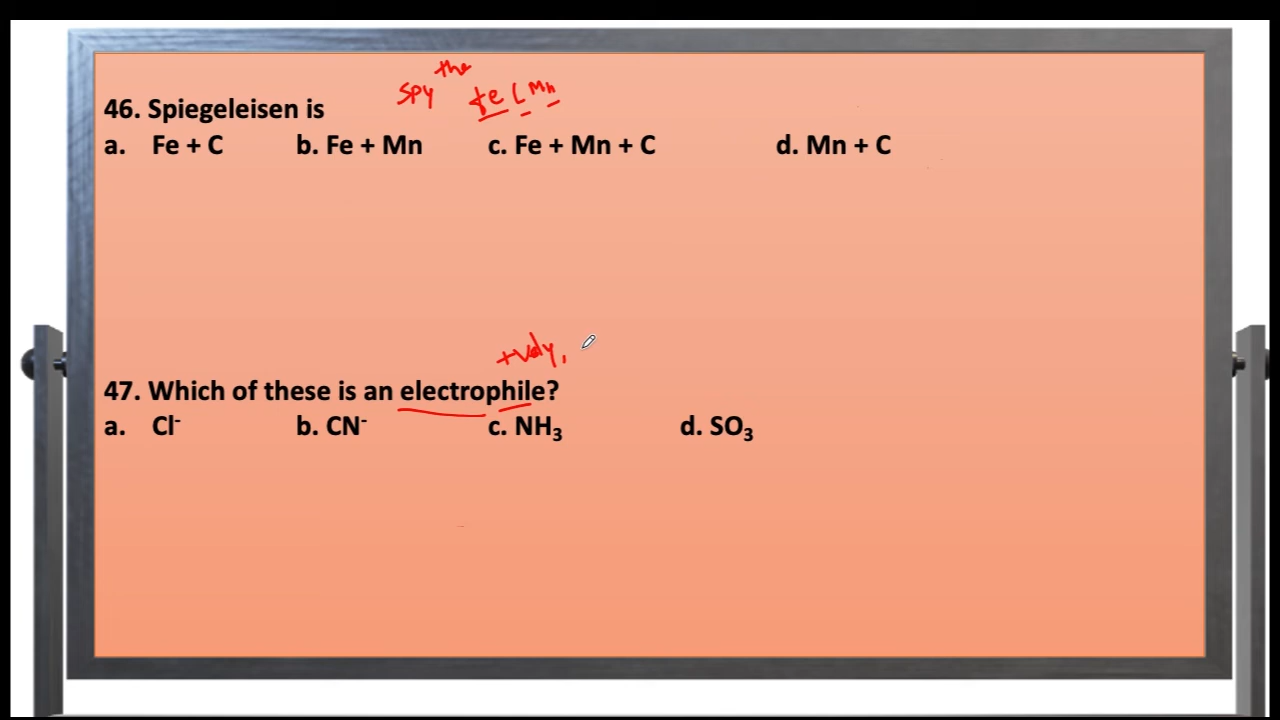 the
SPY fe C Mn
46. Spiegeleisen is
a. Fe + C b. Fe + Mn c. Fe + Mn + C d. Mn + C
+vely,
47. Which of these is an electrophile?
a. Cl⁻ b. CN⁻ c. NH₃ d. SO₃